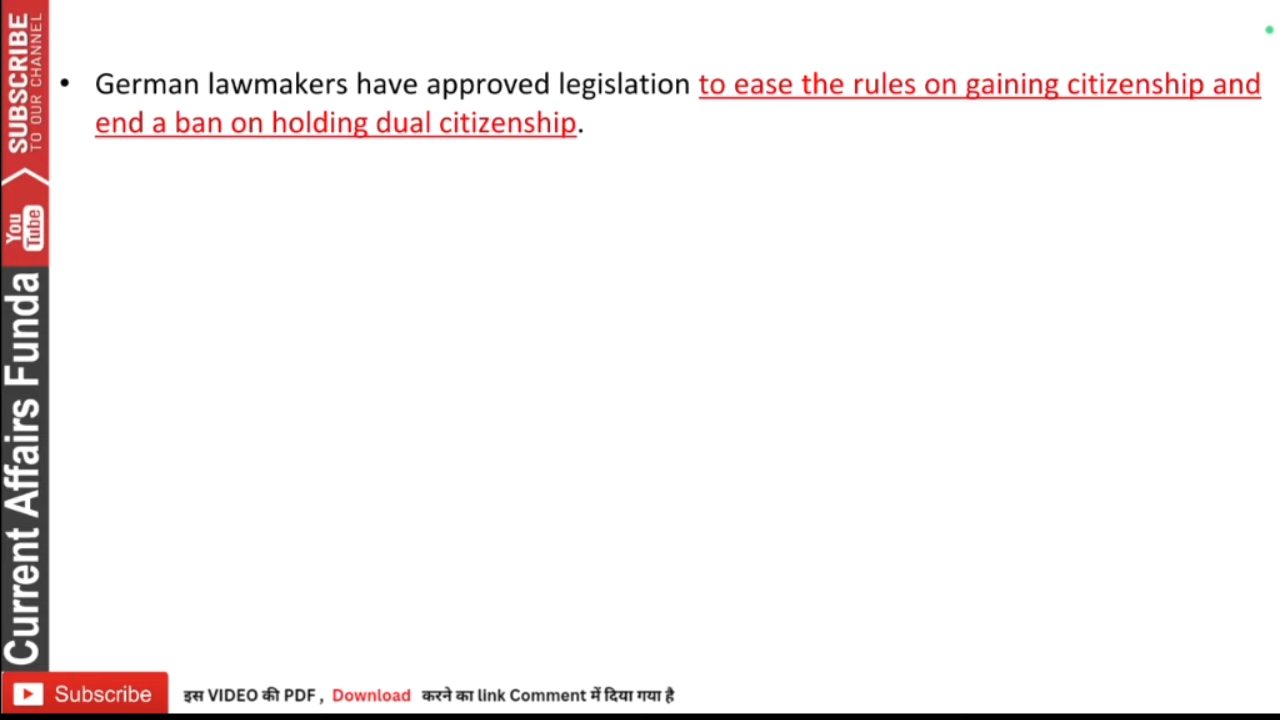 • German lawmakers have approved legislation to ease the rules on gaining citizenship and
end a ban on holding dual citizenship.
SUBSCRIBE
TO OUR CHANNEL
You
Tube
Current Affairs Funda
Subscribe
इस VIDEO की PDF , Download करने का link Comment में दिया गया है